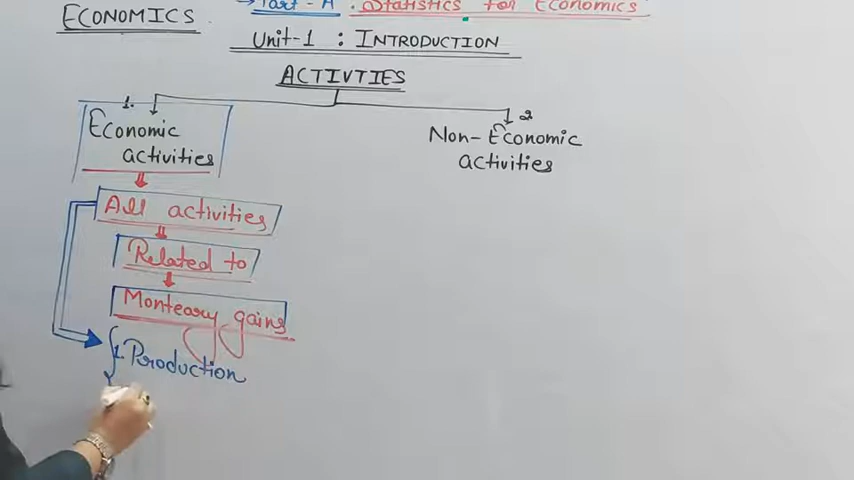 ECONOMICS
Part - A : Statistics for Economics
Unit-1 : INTRODUCTION
ACTIVTIES
1.
Economic
activities
2
Non-Economic
activities
All activities
Related to
Monteary gains
1 Production